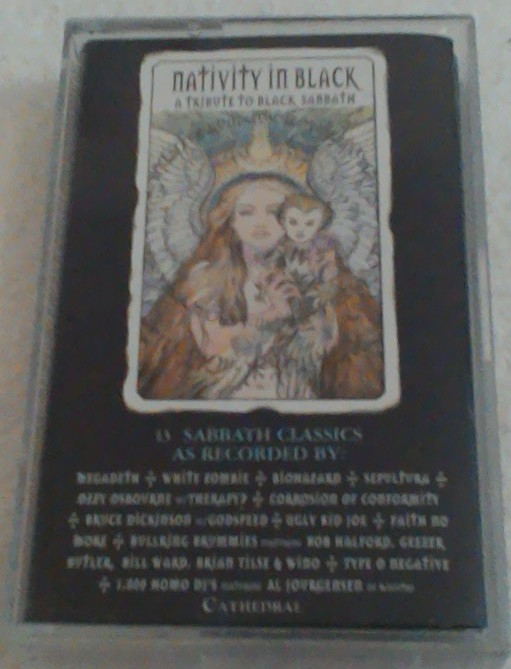 NATIVITY IN BLACK
A TRIBUTE TO BLACK SABBATH
13 SABBATH CLASSICS
AS RECORDED BY:
MEGADETH ✢ WHITE ZOMBIE ✢ BIOHAZARD ✢ SEPULTURA ✢
OZZY OSBOURNE w/THERAPY? ✢ CORROSION OF CONFORMITY
✢ BRUCE DICKINSON w/GODSPEED ✢ UGLY KID JOE ✢ FAITH NO
MORE ✢ BULLRING BRUMMIES FEATURING ROB HALFORD, GEEZER
BUTLER, BILL WARD, BRIAN TILSE & WINO ✢ TYPE O NEGATIVE
✢ 1,000 HOMO DJ'S FEATURING AL JOURGENSEN
CATHEDRAL